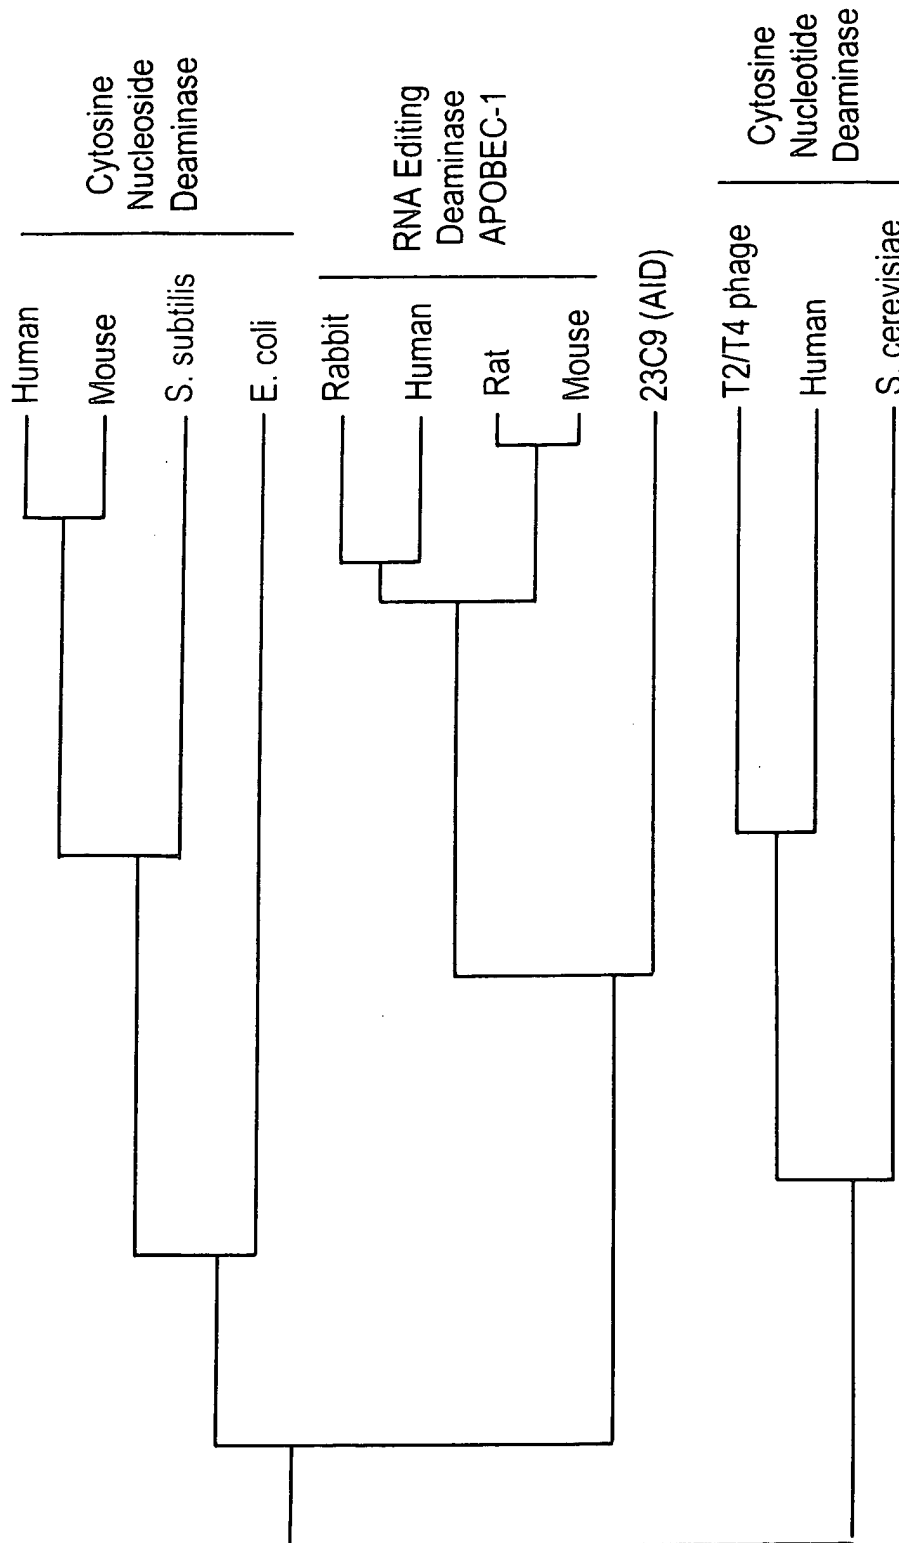 Human
Mouse
S. subtilis
E. coli
Cytosine
Nucleoside
Deaminase
Rabbit
Human
Rat
Mouse
RNA Editing
Deaminase
APOBEC-1
23C9 (AID)
T2/T4 phage
Human
S. cerevisiae
Cytosine
Nucleotide
Deaminase